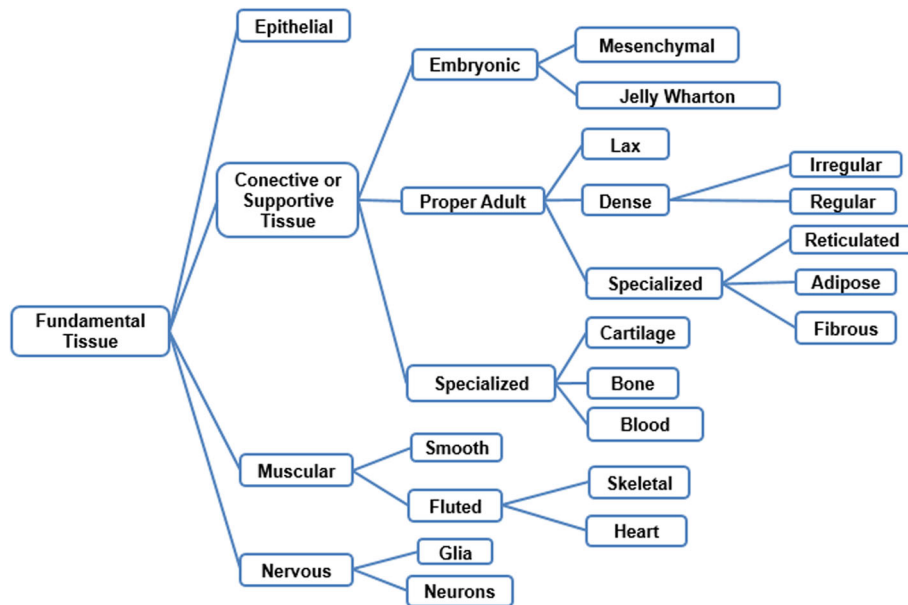 Epithelial
Mesenchymal
Embryonic
Jelly Wharton
Lax
Irregular
Conective or
Supportive
Tissue
Proper Adult
Dense
Regular
Reticulated
Specialized
Adipose
Fundamental
Tissue
Fibrous
Cartilage
Specialized
Bone
Blood
Smooth
Muscular
Skeletal
Fluted
Heart
Glia
Nervous
Neurons